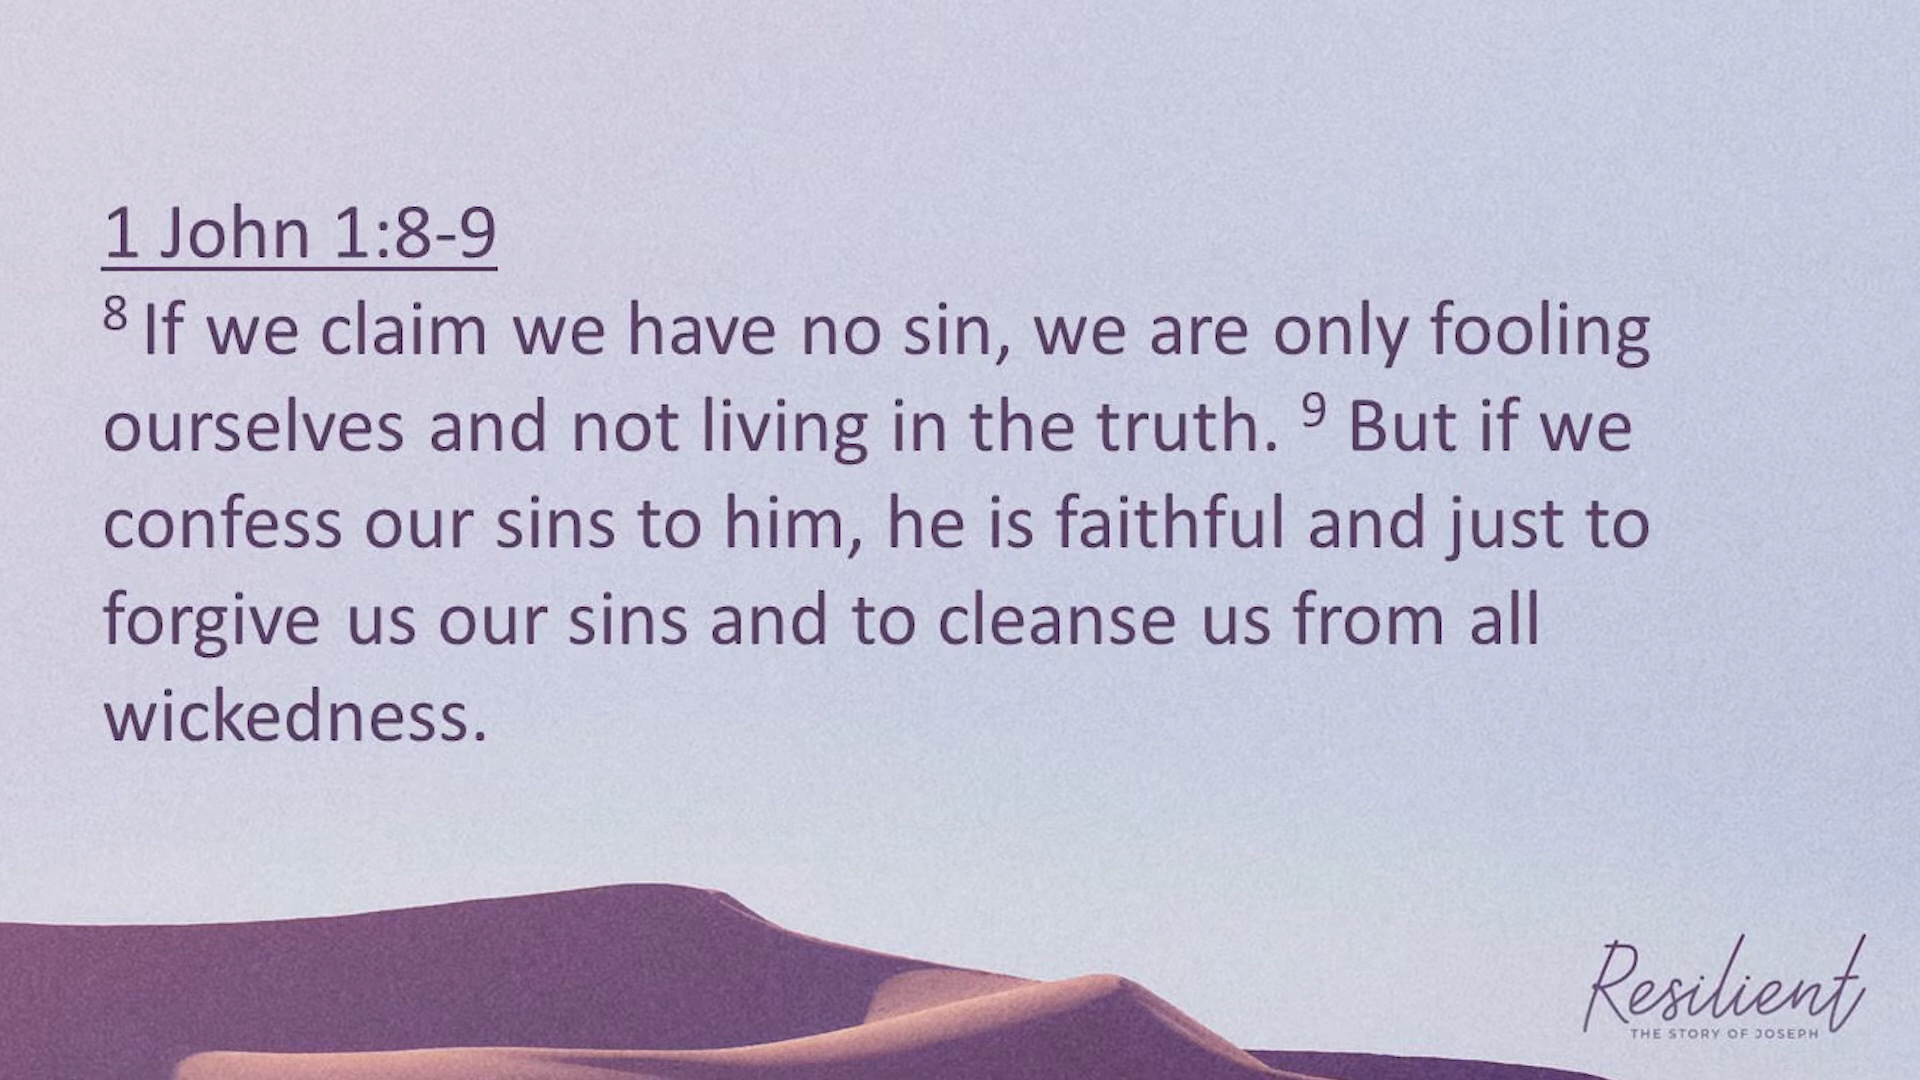 1 John 1:8-9
8 If we claim we have no sin, we are only fooling
ourselves and not living in the truth. 9 But if we
confess our sins to him, he is faithful and just to
forgive us our sins and to cleanse us from all
wickedness.
Resilient
THE STORY OF JOSEPH